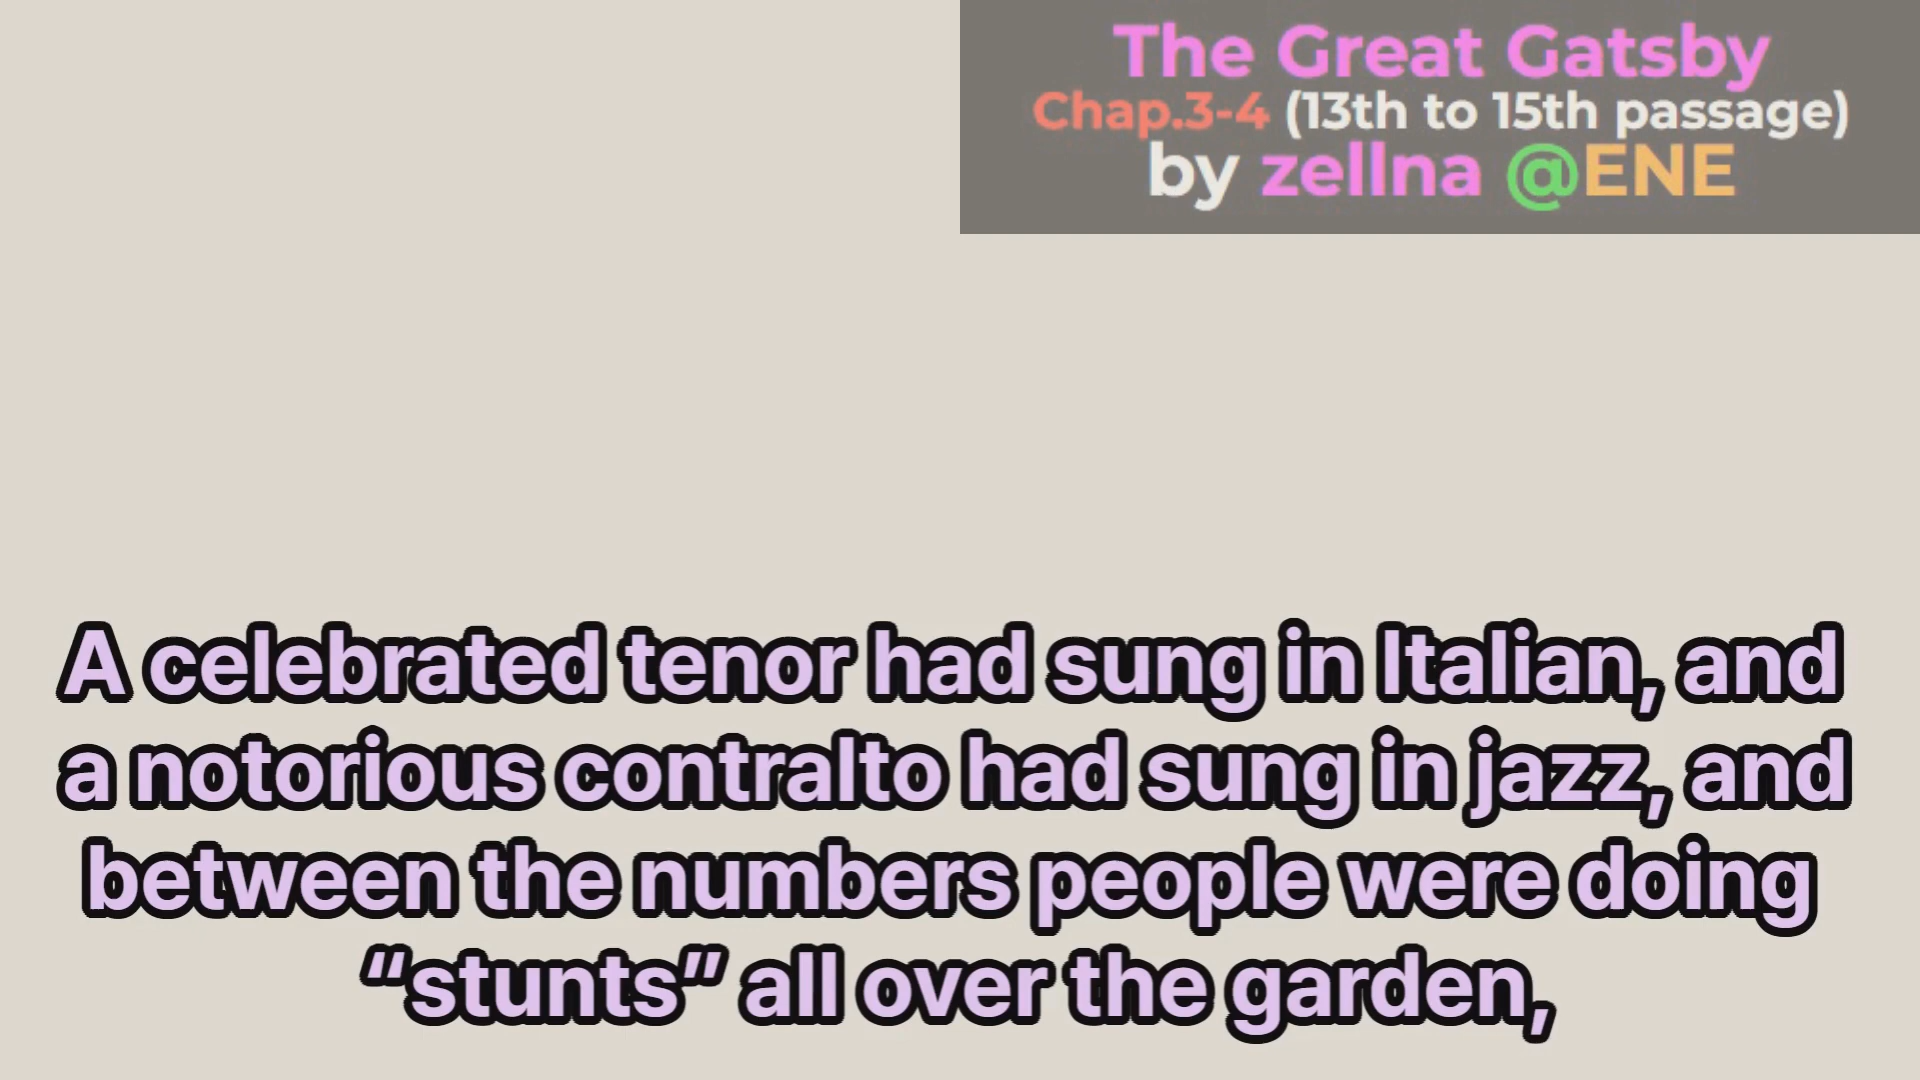 The Great Gatsby
Chap.3-4 (13th to 15th passage)
by zellna @ENE
A celebrated tenor had sung in Italian, and
a notorious contralto had sung in jazz, and
between the numbers people were doing
“stunts” all over the garden,